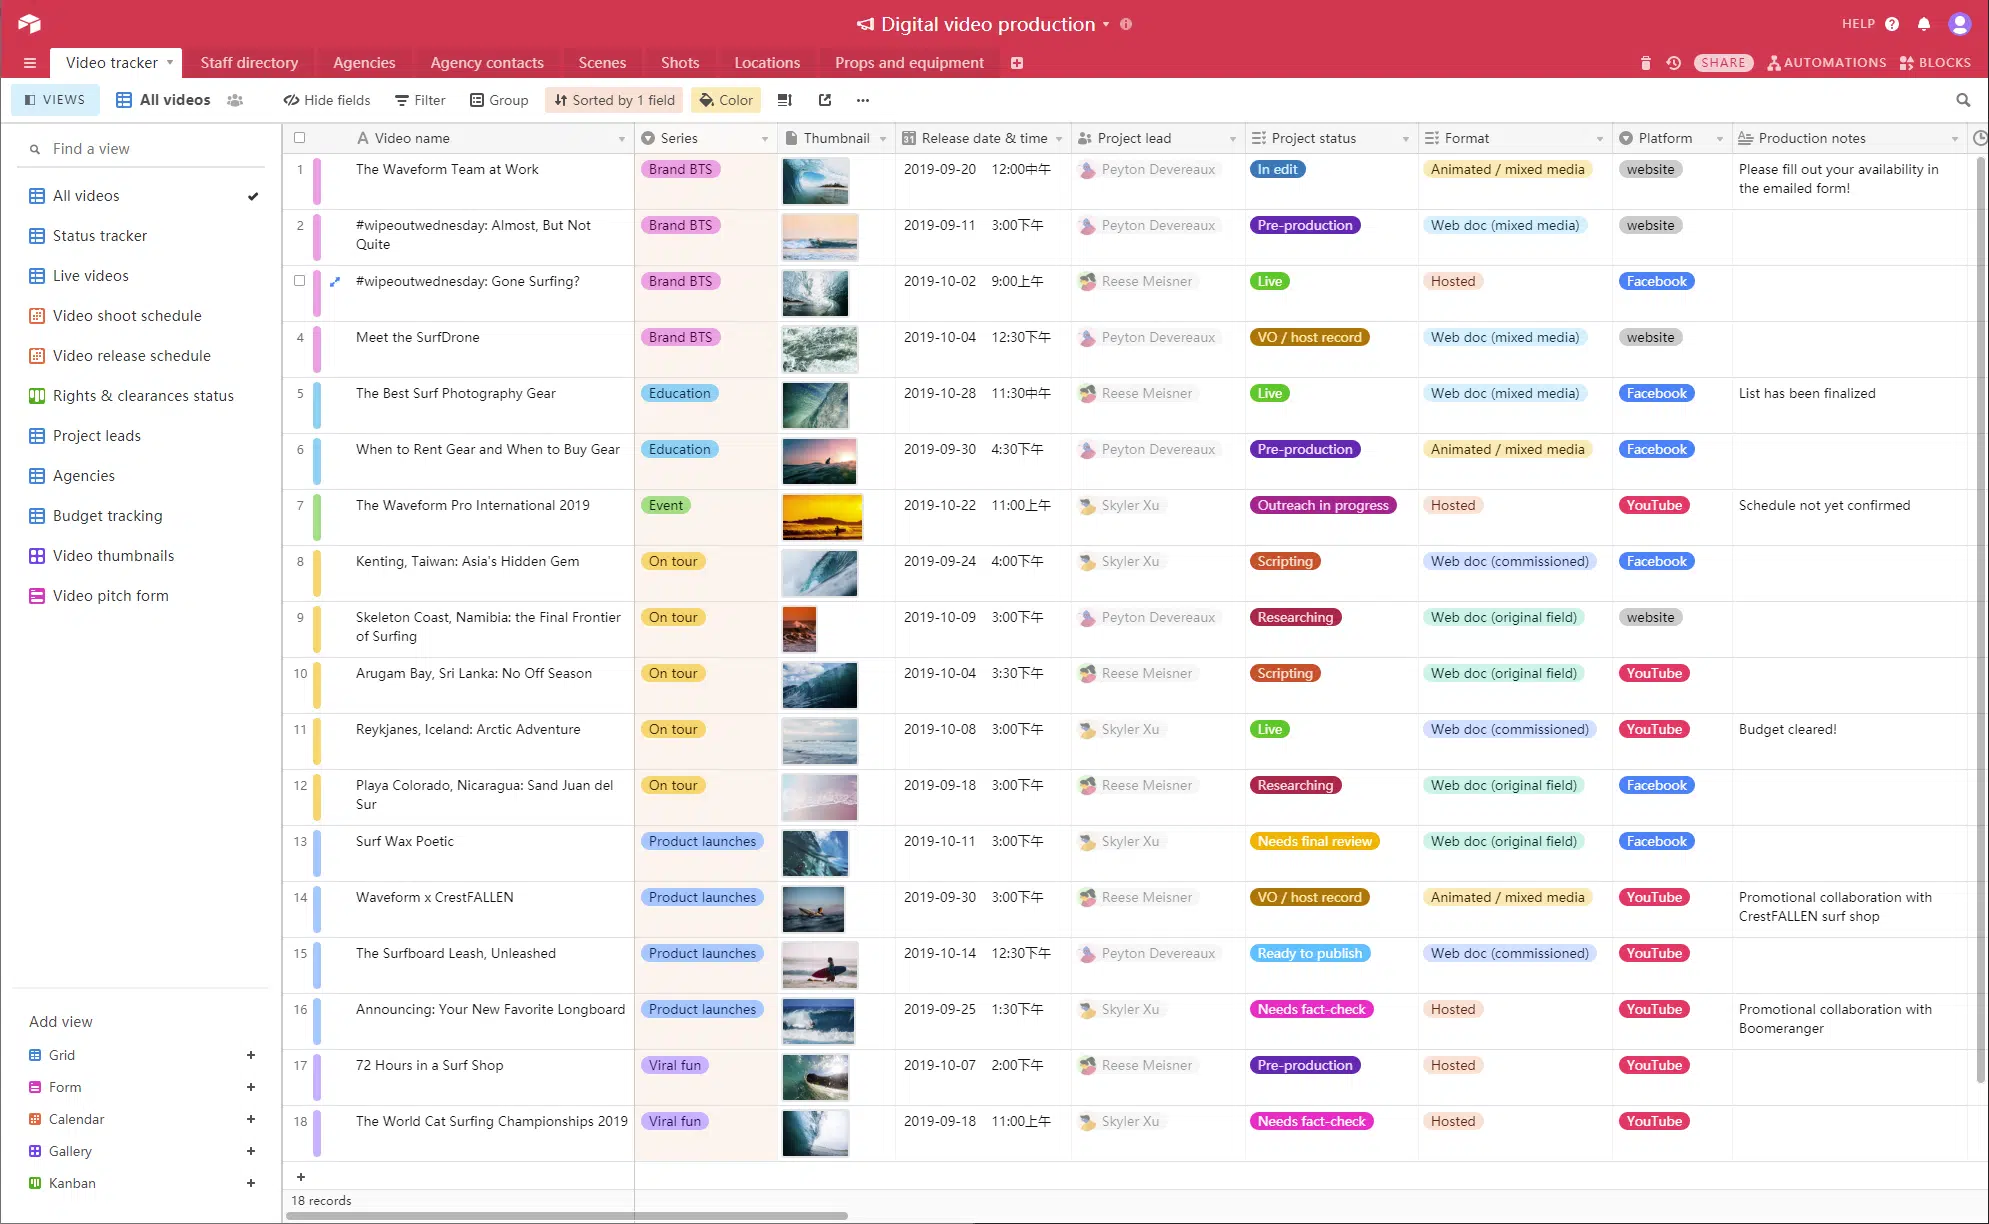 Digital video production
HELP
Video tracker
Staff directory
Agencies
Agency contacts
Scenes
Shots
Locations
Props and equipment
SHARE
AUTOMATIONS
BLOCKS
VIEWS
All videos
Hide fields
Filter
Group
Sorted by 1 field
Color
Find a view
All videos
Status tracker
Live videos
Video shoot schedule
Video release schedule
Rights & clearances status
Project leads
Agencies
Budget tracking
Video thumbnails
Video pitch form
Add view
Grid
Form
Calendar
Gallery
Kanban
Video name Series Thumbnail Release date & time Project lead Project status Format Platform Production notes
1 The Waveform Team at Work Brand BTS 2019-09-20 12:00中午 Peyton Devereaux In edit Animated / mixed media website Please fill out your availability in
the emailed form!
2 #wipeoutwednesday: Almost, But Not Brand BTS 2019-09-11 3:00下午 Peyton Devereaux Pre-production Web doc (mixed media) website
Quite
#wipeoutwednesday: Gone Surfing? Brand BTS 2019-10-02 9:00上午 Reese Meisner Live Hosted Facebook
4 Meet the SurfDrone Brand BTS 2019-10-04 12:30下午 Peyton Devereaux VO / host record Web doc (mixed media) website
5 The Best Surf Photography Gear Education 2019-10-28 11:30中午 Reese Meisner Live Web doc (mixed media) Facebook List has been finalized
6 When to Rent Gear and When to Buy Gear Education 2019-09-30 4:30下午 Peyton Devereaux Pre-production Animated / mixed media Facebook
7 The Waveform Pro International 2019 Event 2019-10-22 11:00上午 Skyler Xu Outreach in progress Hosted YouTube Schedule not yet confirmed
8 Kenting, Taiwan: Asia's Hidden Gem On tour 2019-09-24 4:00下午 Skyler Xu Scripting Web doc (commissioned) Facebook
9 Skeleton Coast, Namibia: the Final Frontier On tour 2019-10-09 3:00下午 Peyton Devereaux Researching Web doc (original field) website
of Surfing
10 Arugam Bay, Sri Lanka: No Off Season On tour 2019-10-04 3:30下午 Reese Meisner Scripting Web doc (original field) YouTube
11 Reykjanes, Iceland: Arctic Adventure On tour 2019-10-08 3:00下午 Skyler Xu Live Web doc (commissioned) YouTube Budget cleared!
12 Playa Colorado, Nicaragua: Sand Juan del On tour 2019-09-18 3:00下午 Reese Meisner Researching Web doc (original field) Facebook
Sur
13 Surf Wax Poetic Product launches 2019-10-11 3:00下午 Skyler Xu Needs final review Web doc (original field) Facebook
14 Waveform x CrestFALLEN Product launches 2019-09-30 3:00下午 Reese Meisner VO / host record Animated / mixed media YouTube Promotional collaboration with
CrestFALLEN surf shop
15 The Surfboard Leash, Unleashed Product launches 2019-10-14 12:30下午 Peyton Devereaux Ready to publish Web doc (commissioned) YouTube
16 Announcing: Your New Favorite Longboard Product launches 2019-09-25 1:30下午 Skyler Xu Needs fact-check Hosted YouTube Promotional collaboration with
Boomeranger
17 72 Hours in a Surf Shop Viral fun 2019-10-07 2:00下午 Reese Meisner Pre-production Hosted YouTube
18 The World Cat Surfing Championships 2019 Viral fun 2019-09-18 11:00上午 Skyler Xu Needs fact-check Hosted YouTube
18 records